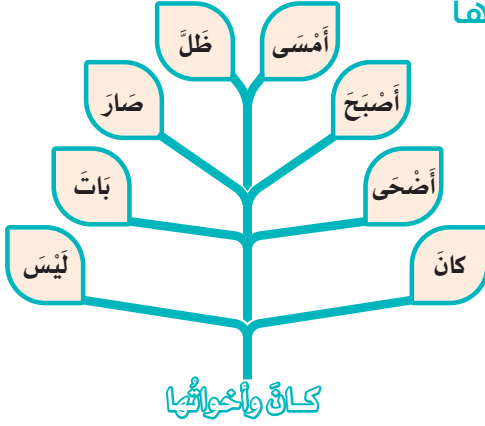 ها
أَمْسَى
ظَلَّ
أَصْبَحَ
صَارَ
أَضْحَى
بَاتَ
كانَ
لَيْسَ
كـانَ وأخواتُها